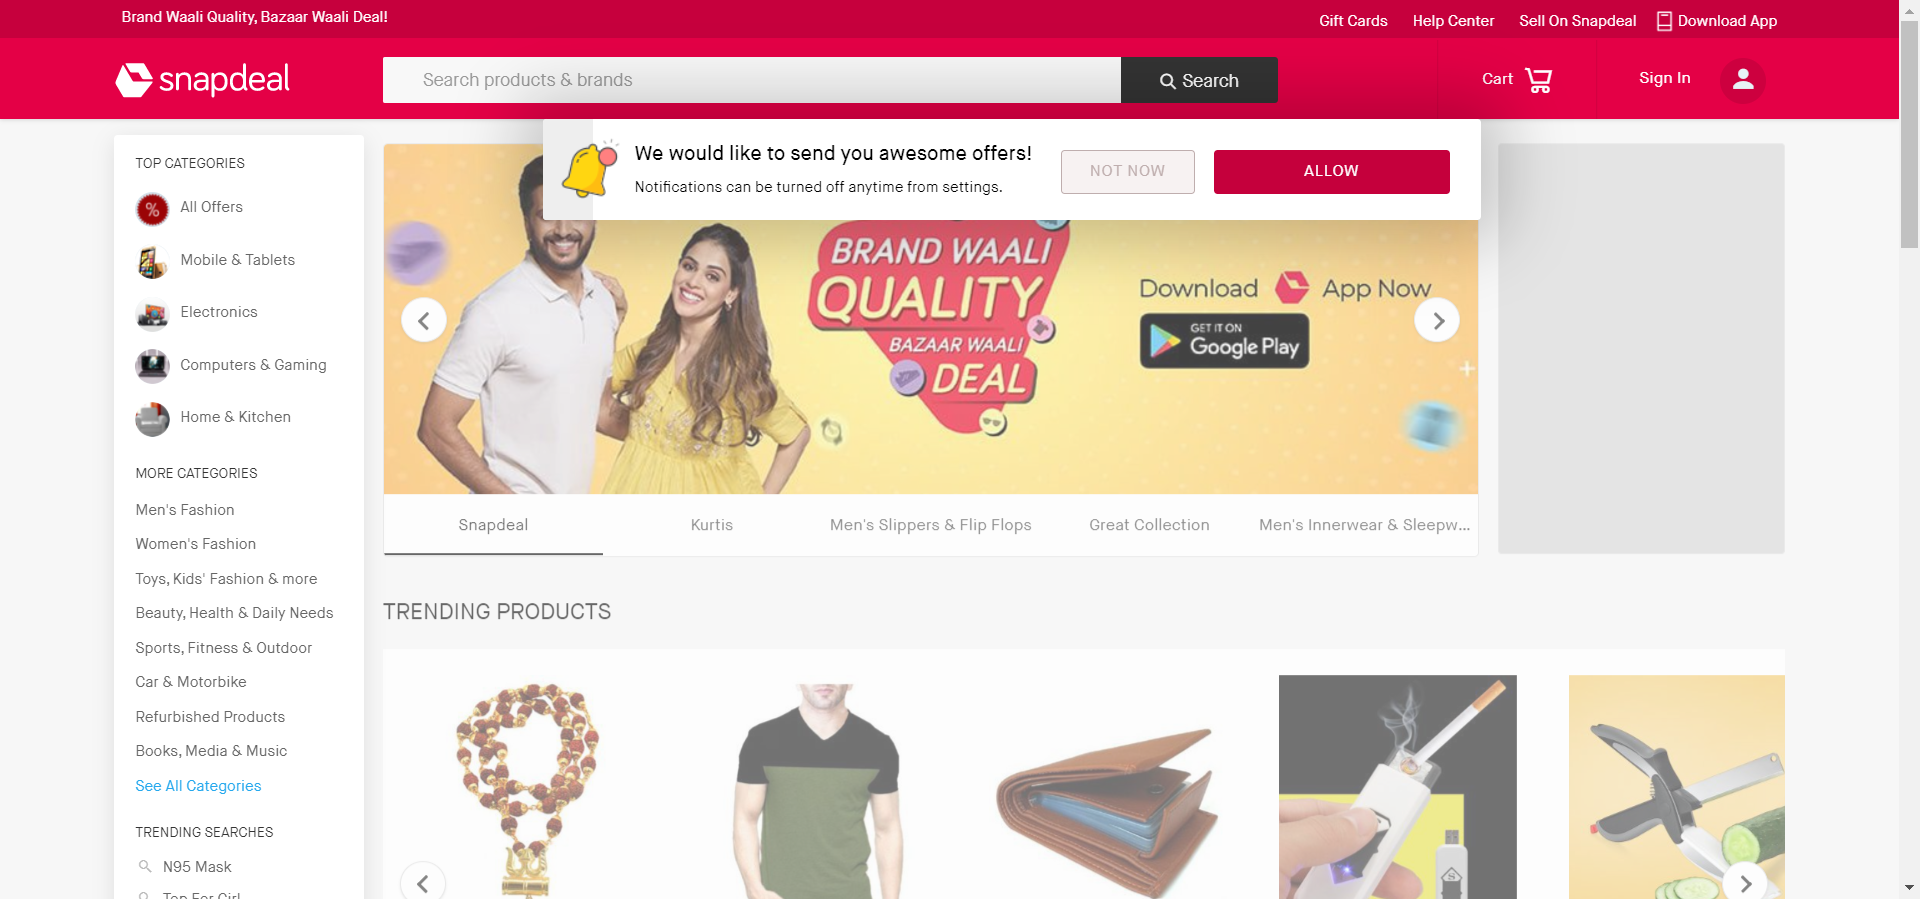 Brand Waali Quality, Bazaar Waali Deal!
Gift Cards
Help Center
Sell On Snapdeal
Download App
snapdeal
Search products & brands
Search
Cart
Sign In
We would like to send you awesome offers!
Notifications can be turned off anytime from settings.
NOT NOW
ALLOW
TOP CATEGORIES
% All Offers
Mobile & Tablets
Electronics
Computers & Gaming
Home & Kitchen
MORE CATEGORIES
Men's Fashion
Women's Fashion
Toys, Kids' Fashion & more
Beauty, Health & Daily Needs
Sports, Fitness & Outdoor
Car & Motorbike
Refurbished Products
Books, Media & Music
See All Categories
TRENDING SEARCHES
N95 Mask
Top For Girl
BRAND WAALI
QUALITY
BAZAAR WAALI
DEAL
Download App Now
GET IT ON
Google Play
Snapdeal
Kurtis
Men's Slippers & Flip Flops
Great Collection
Men's Innerwear & Sleepw...
TRENDING PRODUCTS